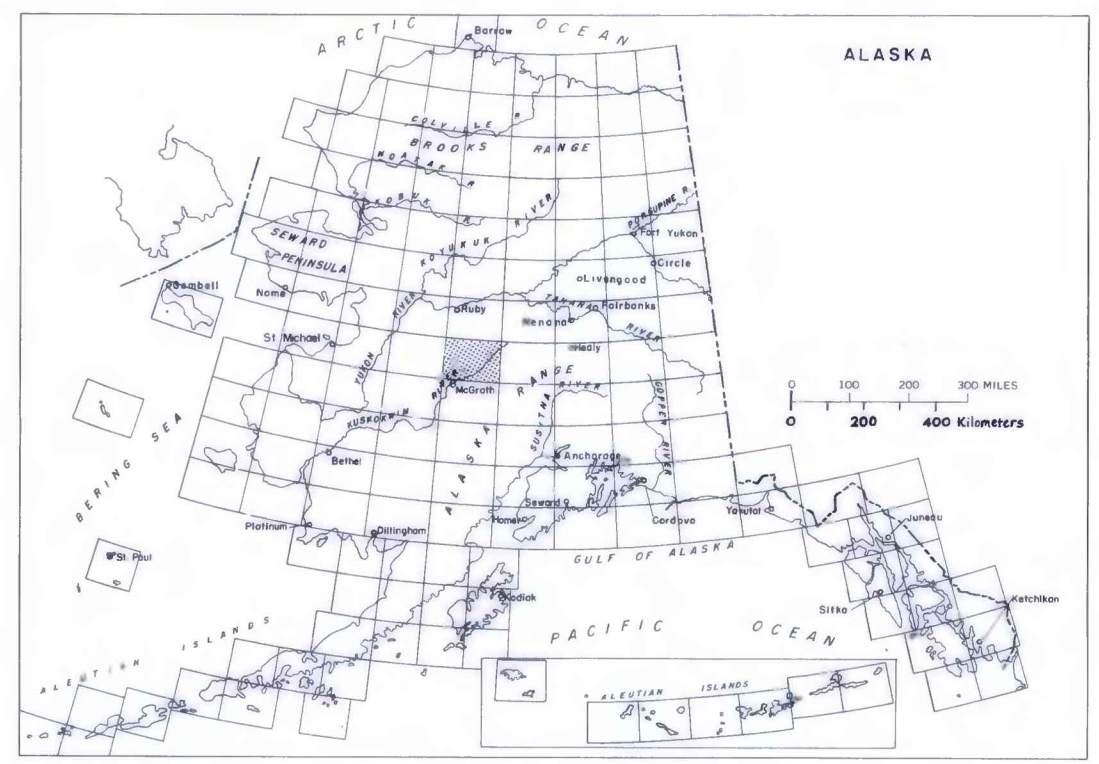 ARCTIC OCEAN
Barrow
ALASKA
COLVILLE R
BROOKS RANGE
NOATAK R
KOBUK R
KOYUKUK RIVER
PORCUPINE R.
Fort Yukon
SEWARD
PENINSULA
Circle
Livengood
Gambell
Nome
YUKON RIVER
Ruby
TANANA RIVER
Fairbanks
Nenana
St Michael
Healy
McGrath
KUSKOKWIM RIVER
ALASKA RANGE
SUSITNA RIVER
COPPER RIVER
0 100 200 300 MILES
0 200 400 Kilometers
BERING SEA
Bethel
Anchorage
Seward
Homer
Cordova
Yakutat
Juneau
Platinum
Dillingham
GULF OF ALASKA
St Paul
Kodiak
Sitka
Ketchikan
PACIFIC OCEAN
ALEUTIAN ISLANDS
ALEUTIAN ISLANDS